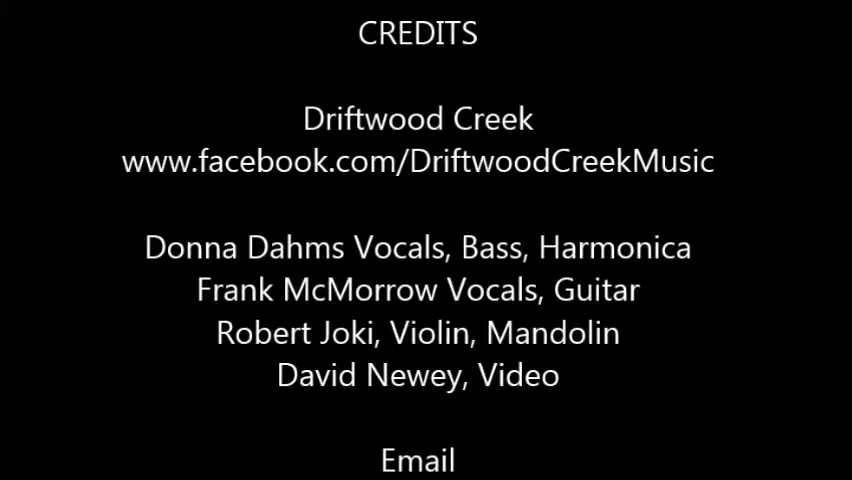 CREDITS
Driftwood Creek
www.facebook.com/DriftwoodCreekMusic
Donna Dahms Vocals, Bass, Harmonica
Frank McMorrow Vocals, Guitar
Robert Joki, Violin, Mandolin
David Newey, Video
Email